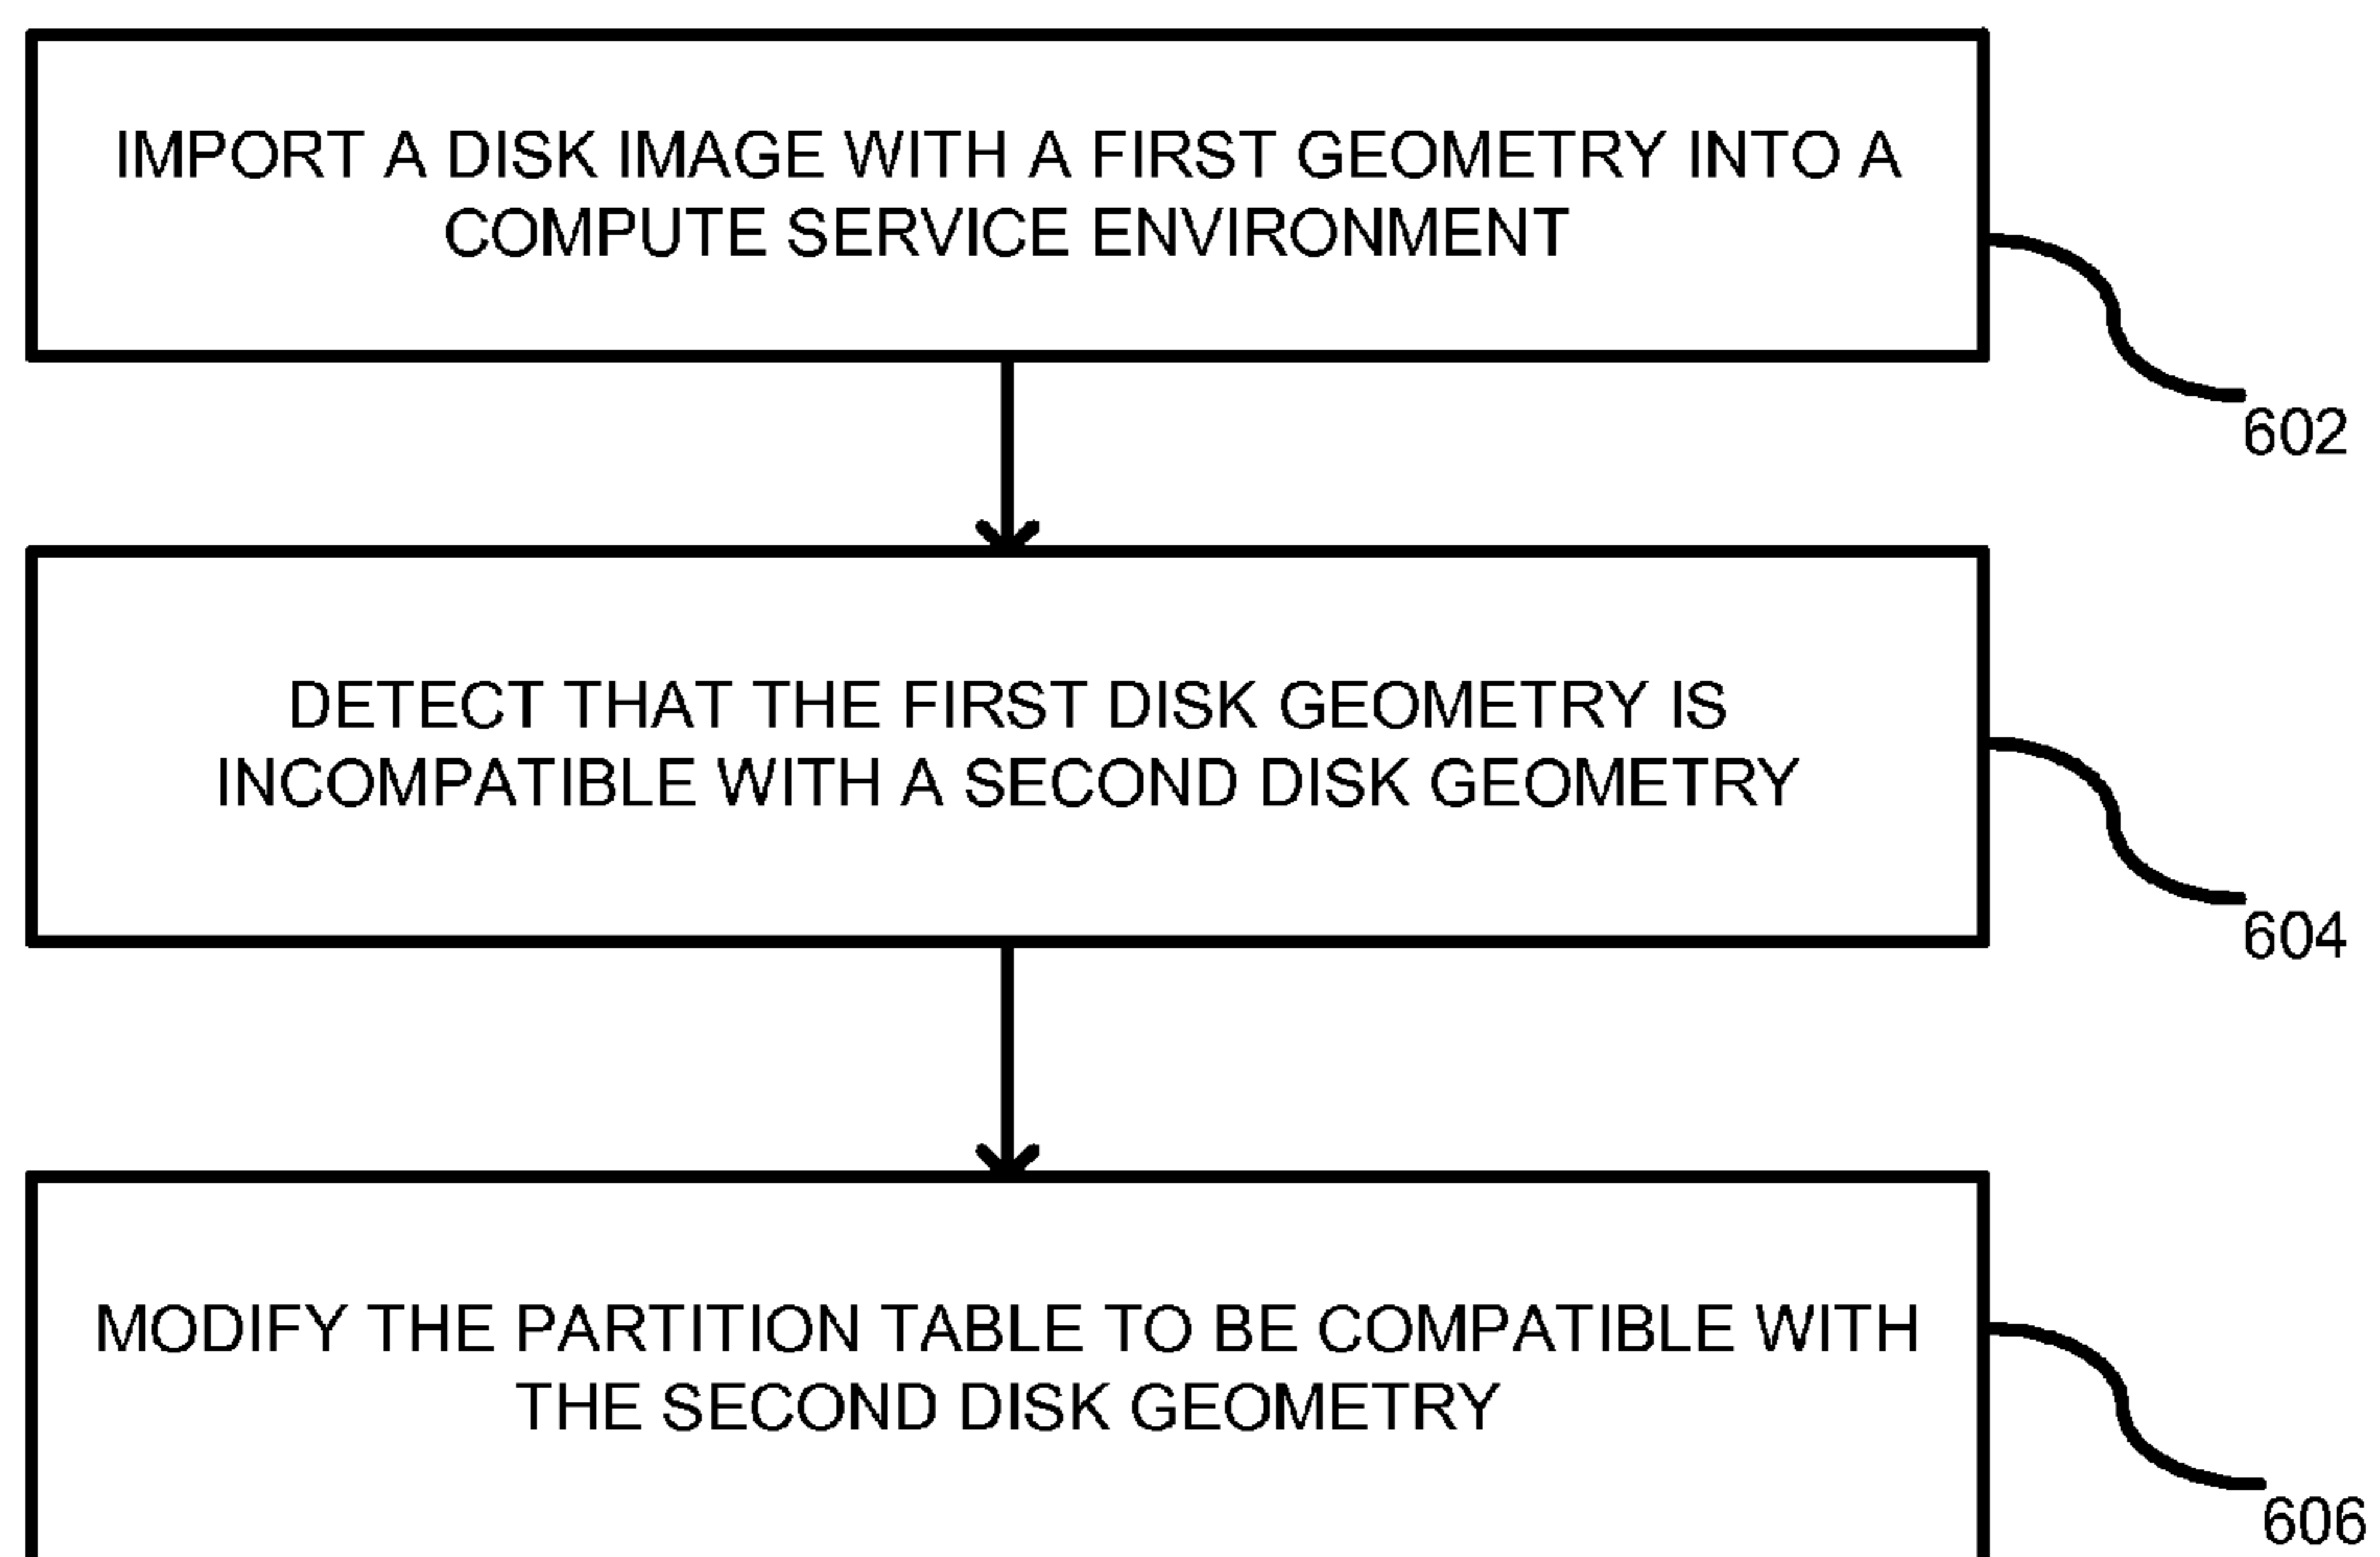 IMPORT A DISK IMAGE WITH A FIRST GEOMETRY INTO A
COMPUTE SERVICE ENVIRONMENT
602
DETECT THAT THE FIRST DISK GEOMETRY IS
INCOMPATIBLE WITH A SECOND DISK GEOMETRY
604
MODIFY THE PARTITION TABLE TO BE COMPATIBLE WITH
THE SECOND DISK GEOMETRY
606